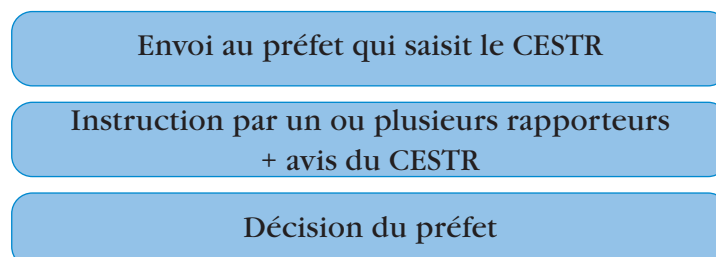 Envoi au préfet qui saisit le CESTR
Instruction par un ou plusieurs rapporteurs
+ avis du CESTR
Décision du préfet